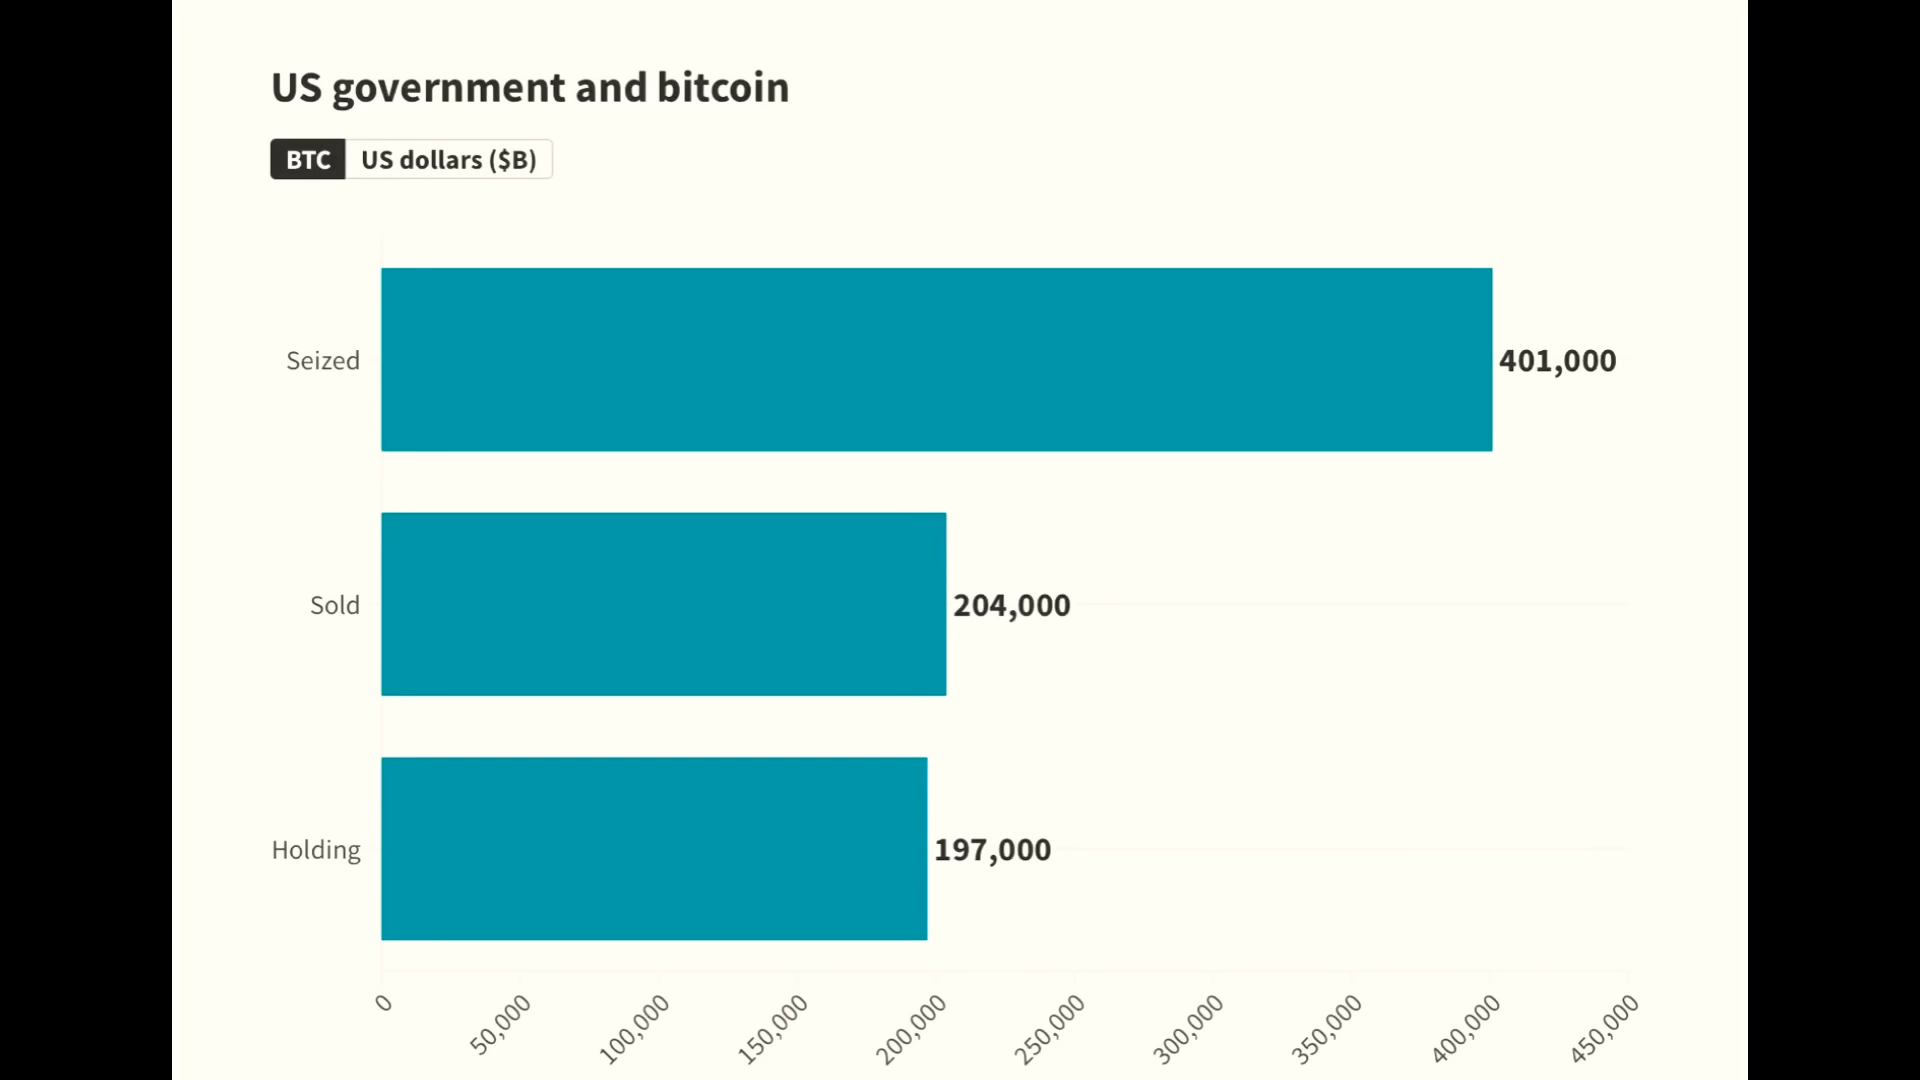 US government and bitcoin
BTC US dollars ($B)
Seized 401,000
Sold 204,000
Holding 197,000
0 50,000 100,000 150,000 200,000 250,000 300,000 350,000 400,000 450,000